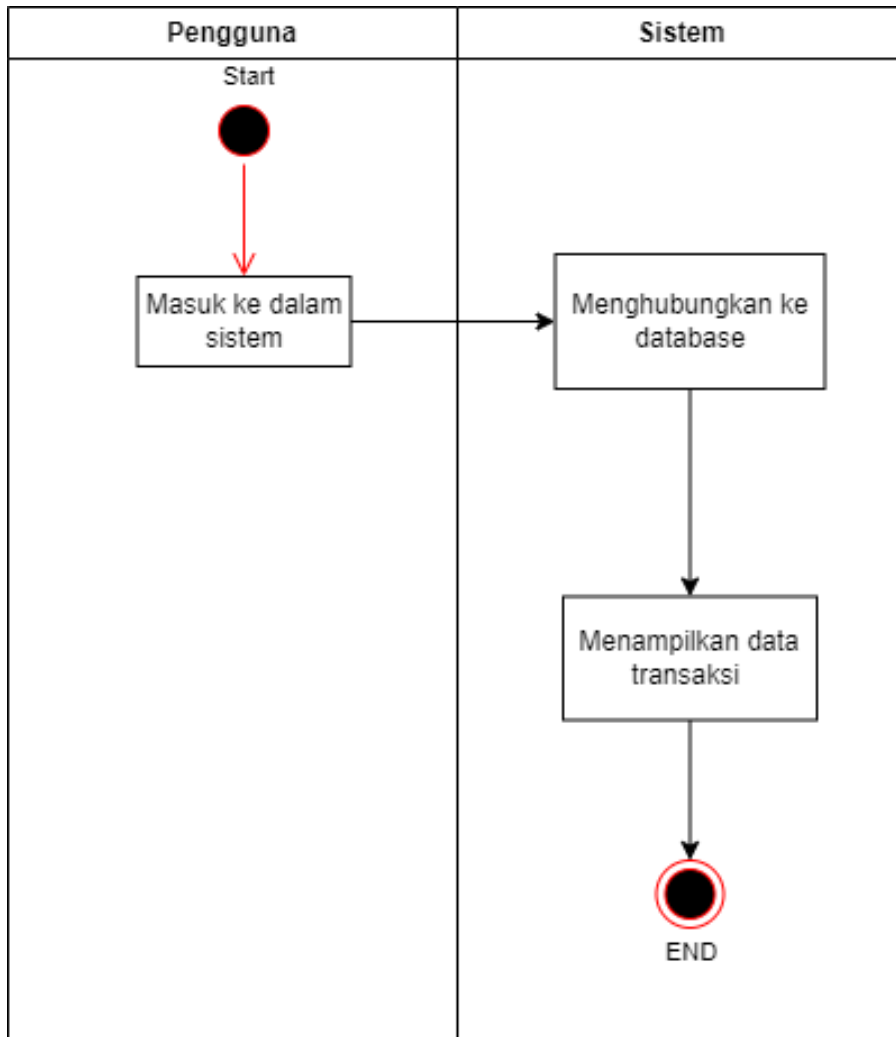 Pengguna
Sistem
Start
Masuk ke dalam
sistem
Menghubungkan ke
database
Menampilkan data
transaksi
END